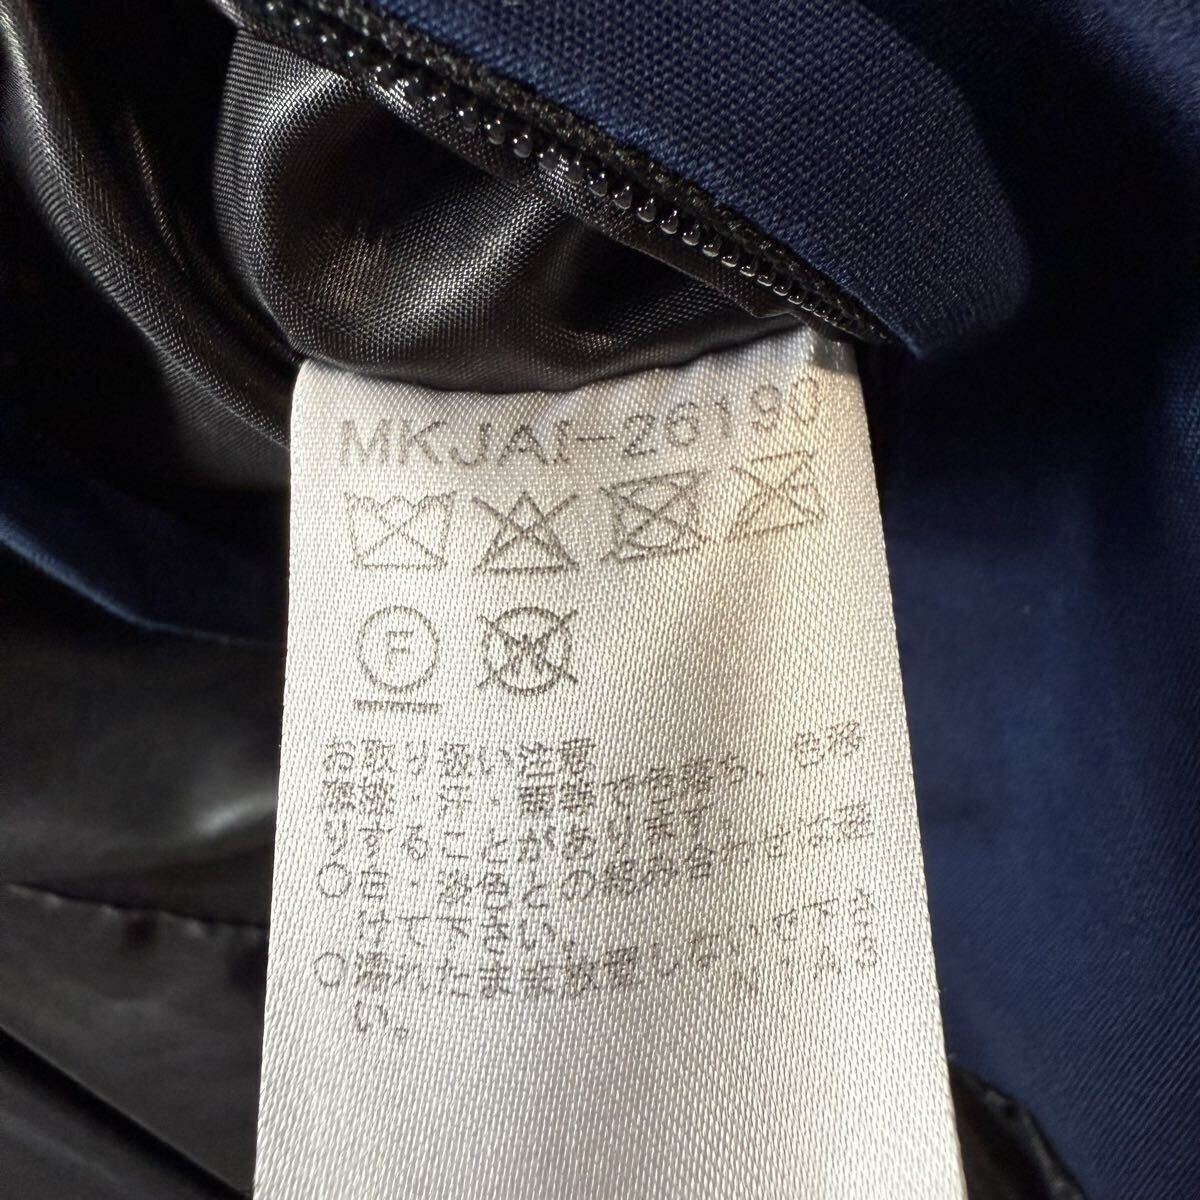 MKJAI-26190
F
W
お取り扱い注意
摩擦・汗・雨等で色落ち、色移
りすることがあります。
○白・淡色との組み合わせは避
けて下さい。
○濡れたまま放置しないで下さ
い。